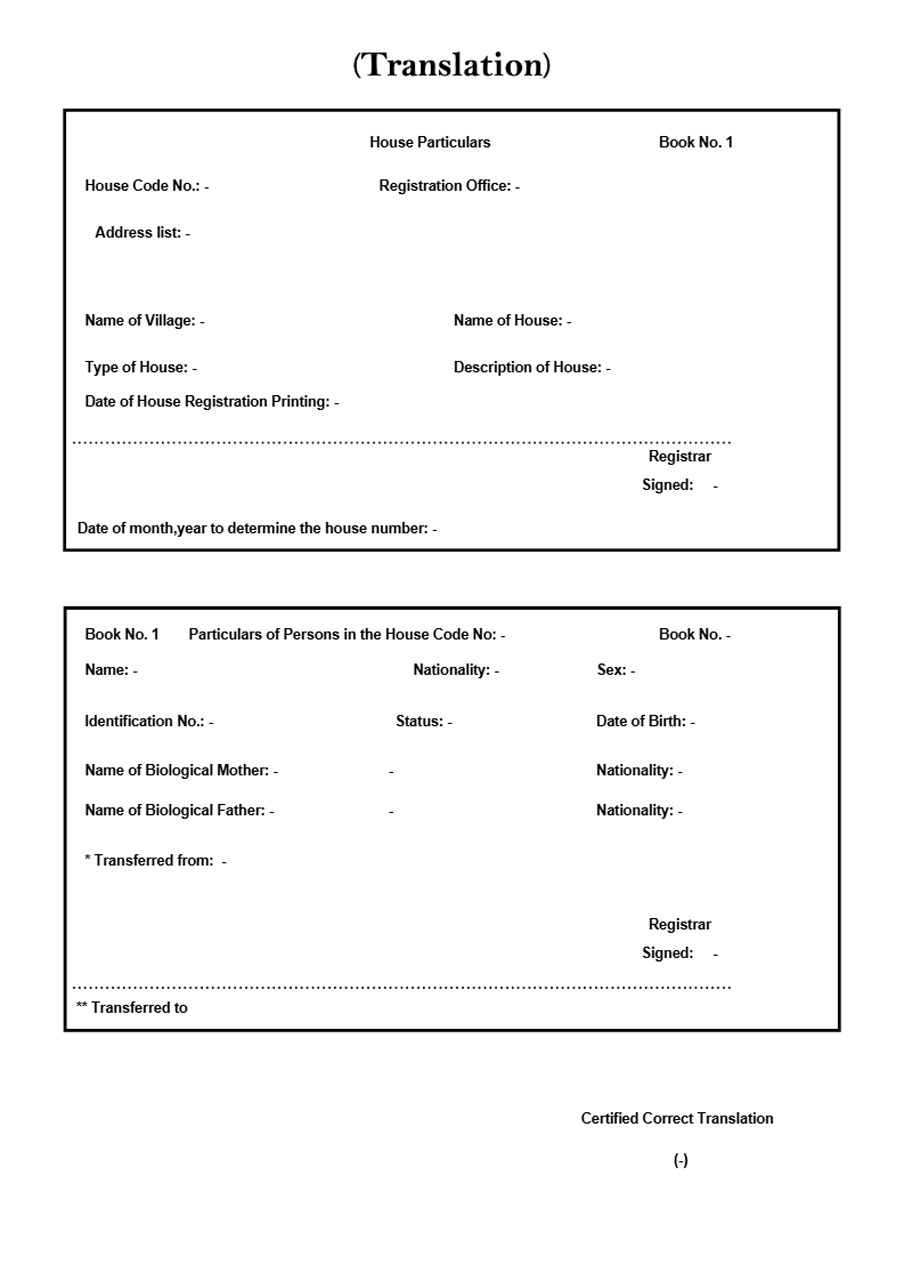 (Translation)
House Particulars Book No. 1
House Code No.: - Registration Office: -
Address list: -
Name of Village: - Name of House: -
Type of House: - Description of House: -
Date of House Registration Printing: -
Registrar
Signed: -
Date of month,year to determine the house number: -
Book No. 1 Particulars of Persons in the House Code No: - Book No. -
Name: - Nationality: - Sex: -
Identification No.: - Status: - Date of Birth: -
Name of Biological Mother: - - Nationality: -
Name of Biological Father: - - Nationality: -
* Transferred from: -
Registrar
Signed: -
** Transferred to
Certified Correct Translation
(-)